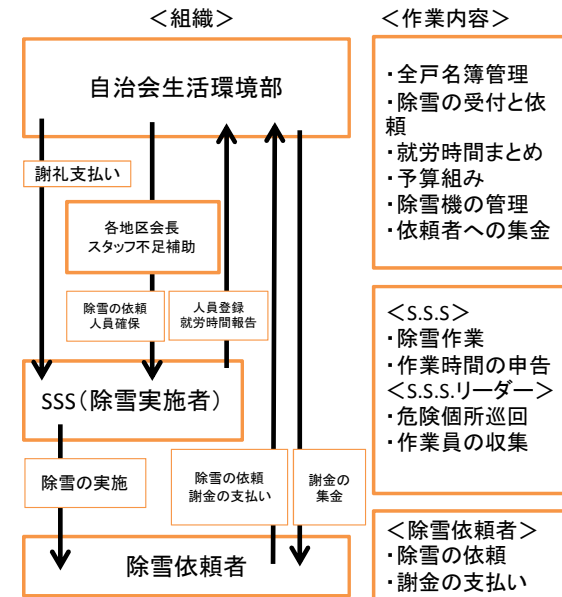 ＜組織＞
＜作業内容＞
自治会生活環境部
謝礼支払い
各地区会長
スタッフ不足補助
除雪の依頼
人員確保
人員登録
就労時間報告
SSS（除雪実施者）
除雪の実施
除雪の依頼
謝金の支払い
謝金の
集金
除雪依頼者
・全戸名簿管理
・除雪の受付と依
頼
・就労時間まとめ
・予算組み
・除雪機の管理
・依頼者への集金
＜S.S.S＞
・除雪作業
・作業時間の申告
＜S.S.S.リーダー＞
・危険個所巡回
・作業員の収集
＜除雪依頼者＞
・除雪の依頼
・謝金の支払い